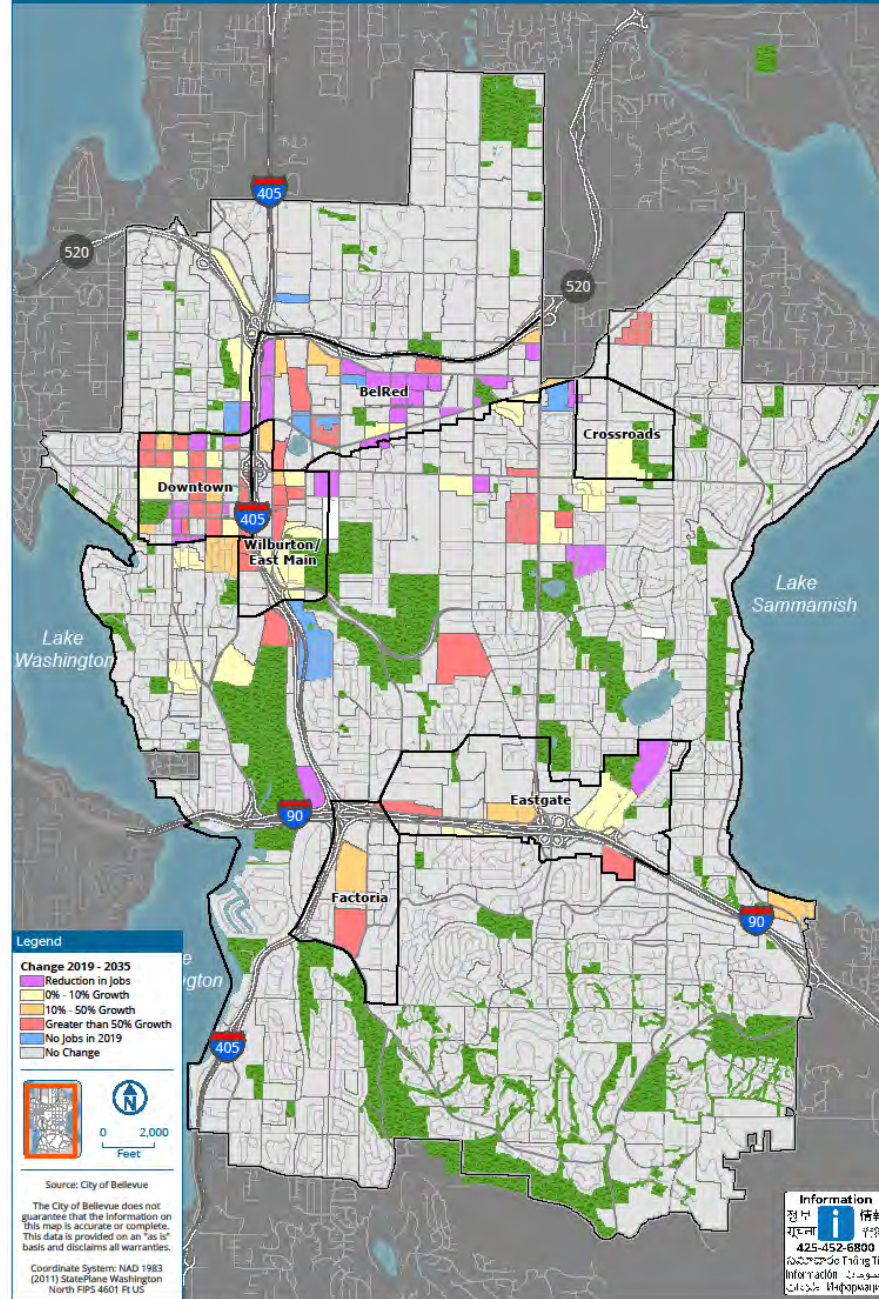 405
520
520
BelRed
Crossroads
Downtown
405
Wilburton/
East Main
Lake
Sammamish
Lake
Washington
Eastgate
90
Factoria
90
Legend
Change 2019 - 2035
Reduction in Jobs
0% - 10% Growth
10% - 50% Growth
Greater than 50% Growth
No Jobs in 2019
No Change
e
ngton
405
N
0 2,000
Feet
Source: City of Bellevue
The City of Bellevue does not
guarantee that the information on
this map is accurate or complete.
This data is provided on an "as is"
basis and disclaims all warranties.
Coordinate System: NAD 1983
(2011) StatePlane Washington
North FIPS 4601 Ft US
Information
i
425-452-6800
Información